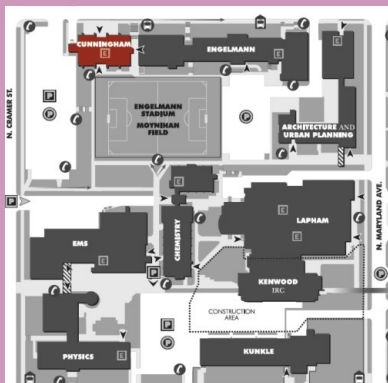 CUNNINGHAM
E
ENGELMANN
E
E
N. CRAMER ST.
P
P
ENGELMANN
STADIUM
MOYNIHAN
FIELD
P
ARCHITECTURE AND
URBAN PLANNING
N. MARYLAND AVE.
P
E
E
LAPHAM
E
CHEMISTRY
EMS
E
P
KENWOOD
IRC
P
CONSTRUCTION
AREA
P
P
PHYSICS
E
KUNKLE